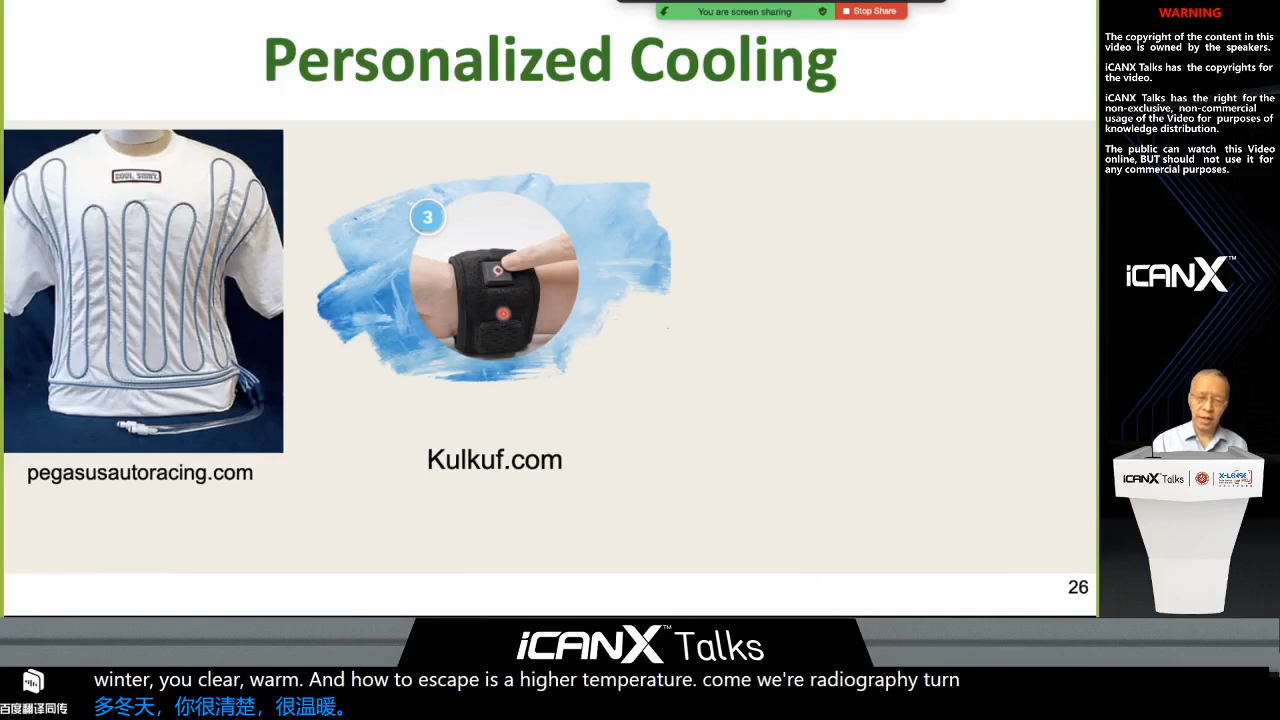 You are screen sharing
Stop Share
Personalized Cooling
COOL SHIRT
3
pegasusautoracing.com
Kulkuf.com
26
WARNING
The copyright of the content in this
video is owned by the speakers.
iCANX Talks has the copyrights for
the video.
iCANX Talks has the right for the
non-exclusive, non-commercial
usage of the Video for purposes of
knowledge distribution.
The public can watch this Video
online, BUT should not use it for
any commercial purposes.
iCANX™
iCANX Talks
X-LENSE
iCANX™ Talks
winter, you clear, warm. And how to escape is a higher temperature. come we're radiography turn
多冬天，你很清楚，很温暖。
百度翻译同传